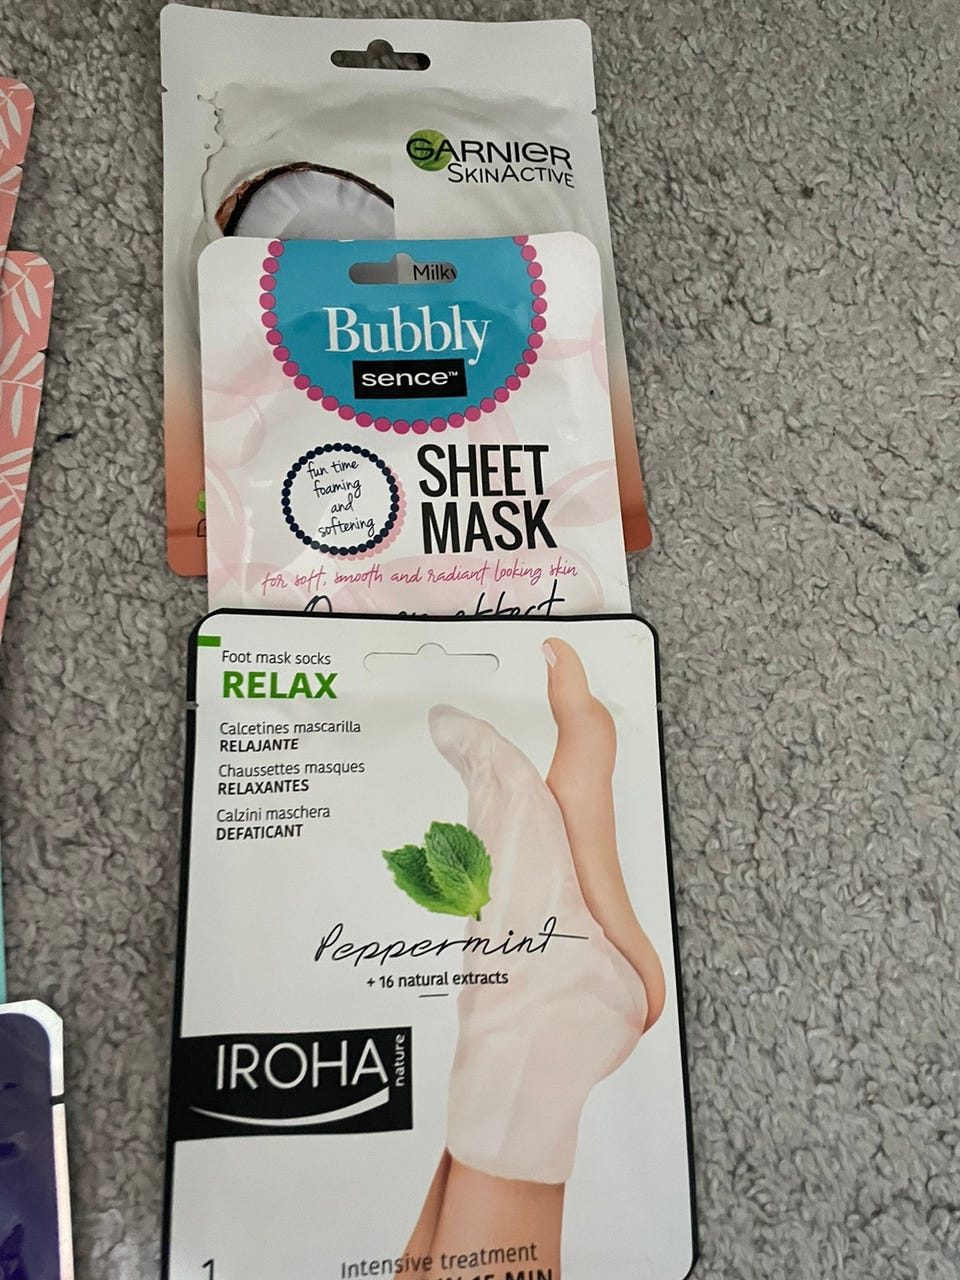 GARNIER
SKINACTIVE
Milky
Bubbly
sence™
fun time
foaming
and
softening
SHEET
MASK
for soft, smooth and radiant looking skin
Foot mask socks
RELAX
Calcetines mascarilla
RELAJANTE
Chaussettes masques
RELAXANTES
Calzini maschera
DEFATICANT
Peppermint
+ 16 natural extracts
IROHA
nature
1
Intensive treatment
15 MIN